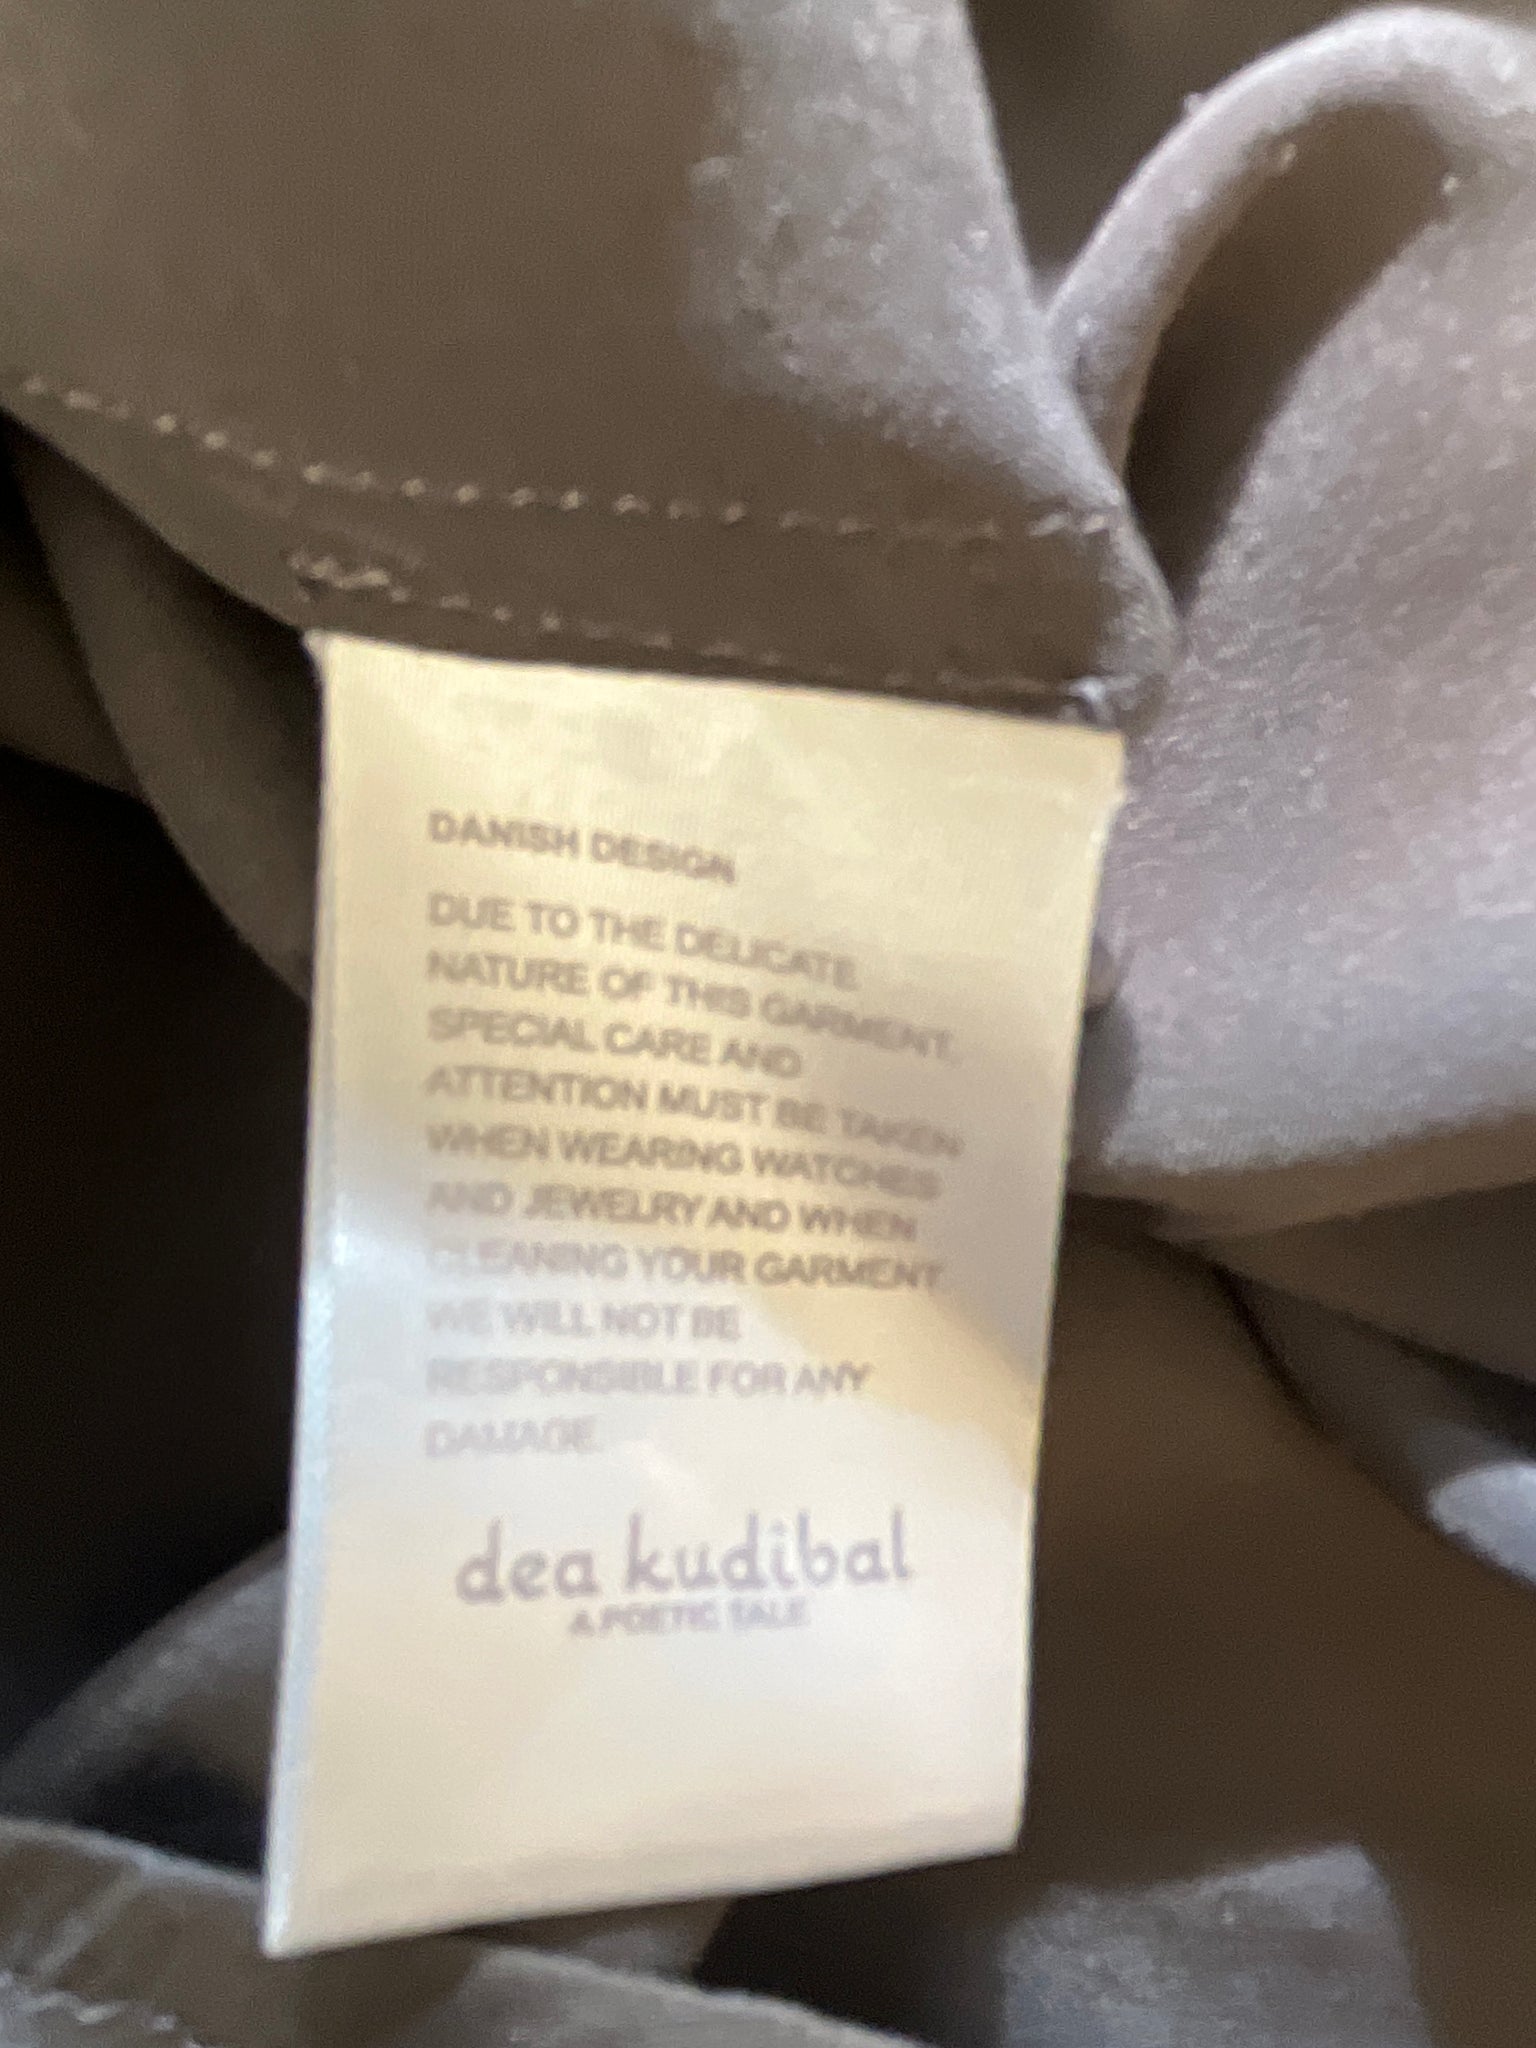 DANISH DESIGN
DUE TO THE DELICATE
NATURE OF THIS GARMENT,
SPECIAL CARE AND
ATTENTION MUST BE TAKEN
WHEN WEARING WATCHES
AND JEWELRY AND WHEN
CLEANING YOUR GARMENT
WE WILL NOT BE
RESPONSIBLE FOR ANY
DAMAGE.
dea kudibal
A POETIC TALE